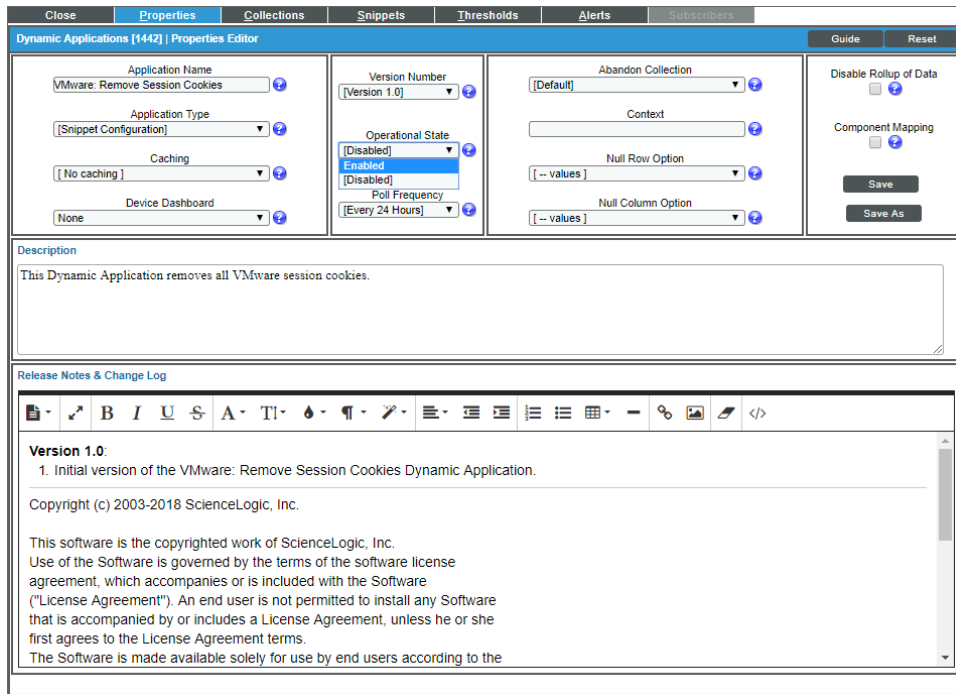 Close Properties Collections Snippets Thresholds Alerts Subscribers
Dynamic Applications [1442] | Properties Editor Guide Reset
Application Name
VMware: Remove Session Cookies
Application Type
[Snippet Configuration]
Caching
[ No caching ]
Device Dashboard
None
Version Number
[Version 1.0]
Operational State
[Disabled]
Enabled
[Disabled]
Poll Frequency
[Every 24 Hours]
Abandon Collection
[Default]
Context
Null Row Option
[ -- values ]
Null Column Option
[ -- values ]
Disable Rollup of Data
Component Mapping
Save
Save As
Description
This Dynamic Application removes all VMware session cookies.
Release Notes & Change Log
Version 1.0:
1. Initial version of the VMware: Remove Session Cookies Dynamic Application.
Copyright (c) 2003-2018 ScienceLogic, Inc.
This software is the copyrighted work of ScienceLogic, Inc.
Use of the Software is governed by the terms of the software license
agreement, which accompanies or is included with the Software
("License Agreement"). An end user is not permitted to install any Software
that is accompanied by or includes a License Agreement, unless he or she
first agrees to the License Agreement terms.
The Software is made available solely for use by end users according to the